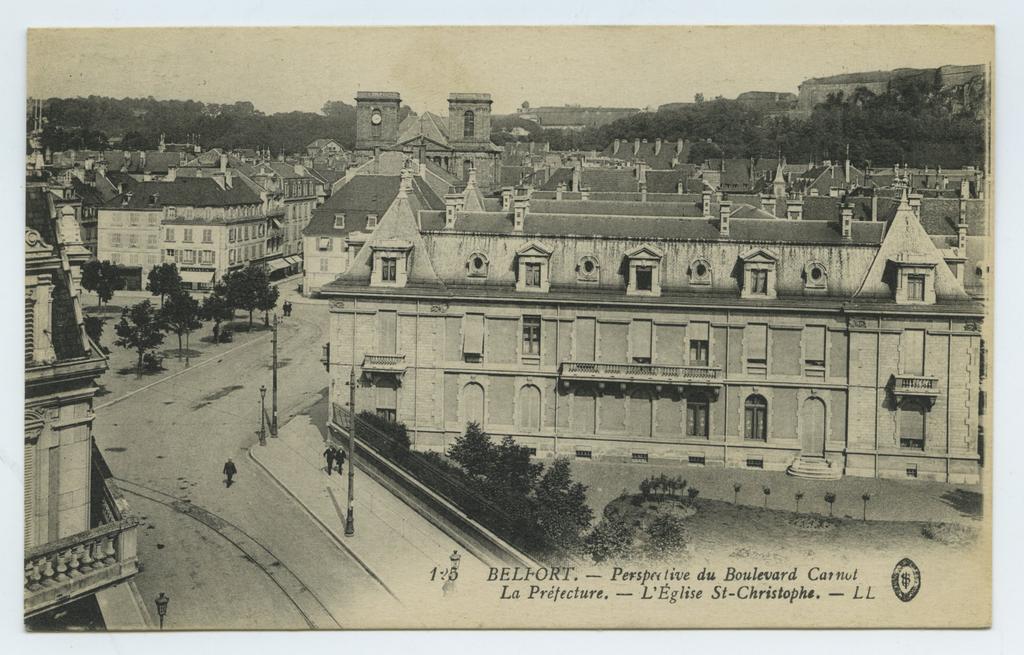 125 BELFORT. — Perspective du Boulevard Carnot
La Préfecture. — L'Église St-Christophe. — LL